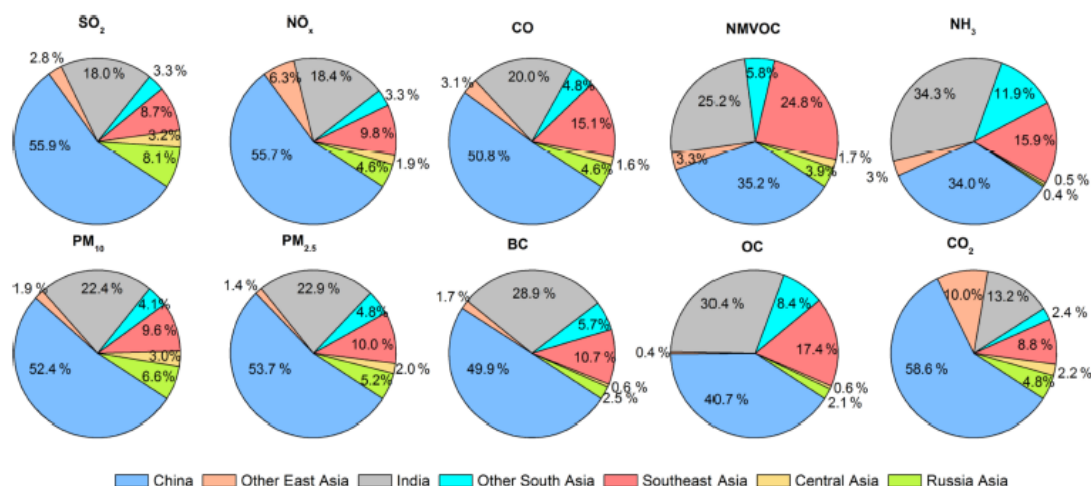 SO2 NOx CO NMVOC NH3
2.8 % 18.0 % 3.3 % 8.7% 3.2% 8.1% 55.9 %
6.3% 18.4 % 3.3 % 9.8% 1.9 % 4.6% 55.7%
3.1% 20.0 % 4.8% 15.1% 1.6 % 4.6% 50.8 %
25.2 % 5.8% 24.8 % 1.7 % 3.9% 35.2 % 3.3%
34.3 % 11.9% 15.9% 0.5 % 0.4 % 34.0 % 3%
PM10 PM2.5 BC OC CO2
1.9 % 22.4 % 4.1% 9.6% 3.0% 6.6% 52.4 %
1.4 % 22.9 % 4.8% 10.0% 2.0 % 5.2% 53.7 %
1.7 % 28.9 % 5.7% 10.7% 0.6 % 2.5 % 49.9 %
0.4 % 30.4 % 8.4% 17.4% 0.6 % 2.1 % 40.7 %
10.0% 13.2% 2.4 % 8.8% 2.2 % 4.8% 58.6 %
China Other East Asia India Other South Asia Southeast Asia Central Asia Russia Asia